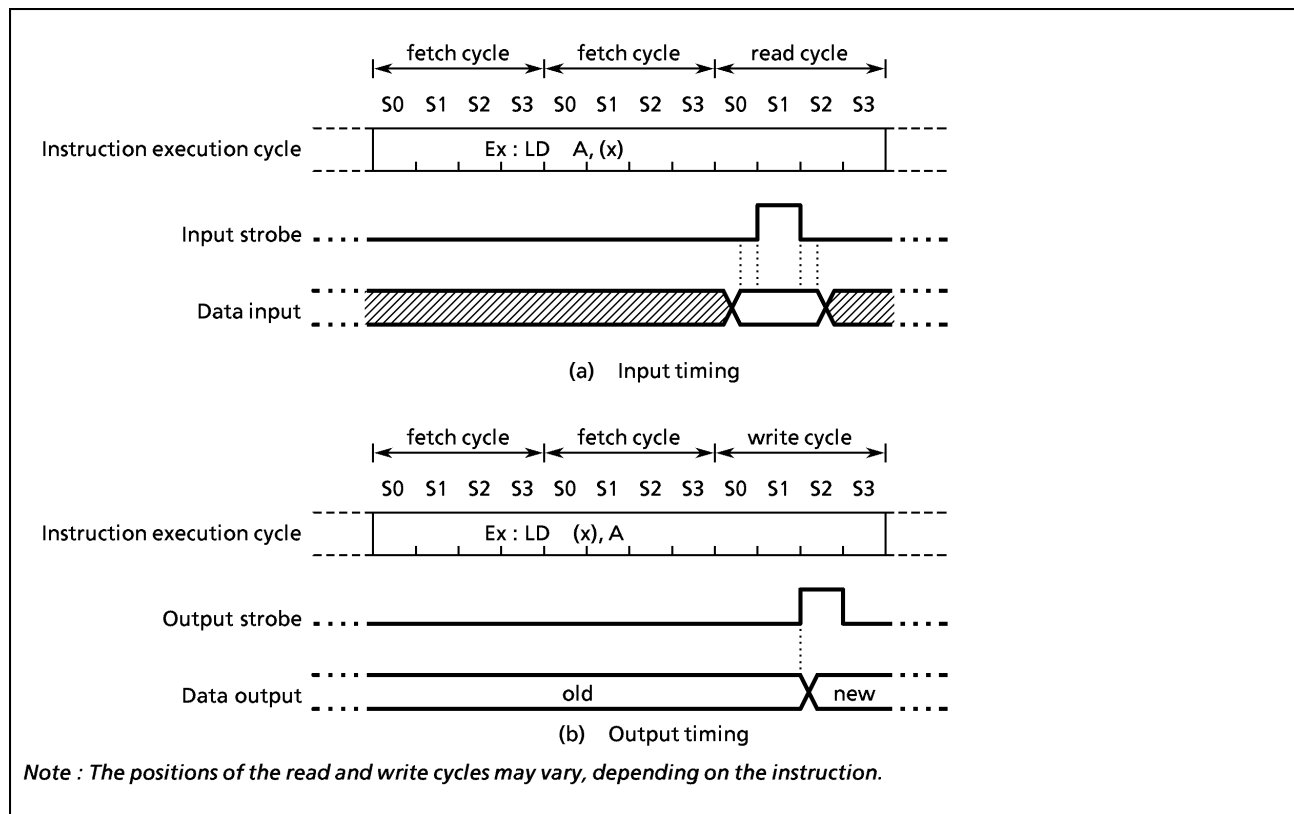 fetch cycle fetch cycle read cycle
S0 S1 S2 S3 S0 S1 S2 S3 S0 S1 S2 S3
Instruction execution cycle Ex : LD A, (x)
Input strobe
Data input
(a) Input timing
fetch cycle fetch cycle write cycle
S0 S1 S2 S3 S0 S1 S2 S3 S0 S1 S2 S3
Instruction execution cycle Ex : LD (x), A
Output strobe
Data output old new
(b) Output timing
Note : The positions of the read and write cycles may vary, depending on the instruction.